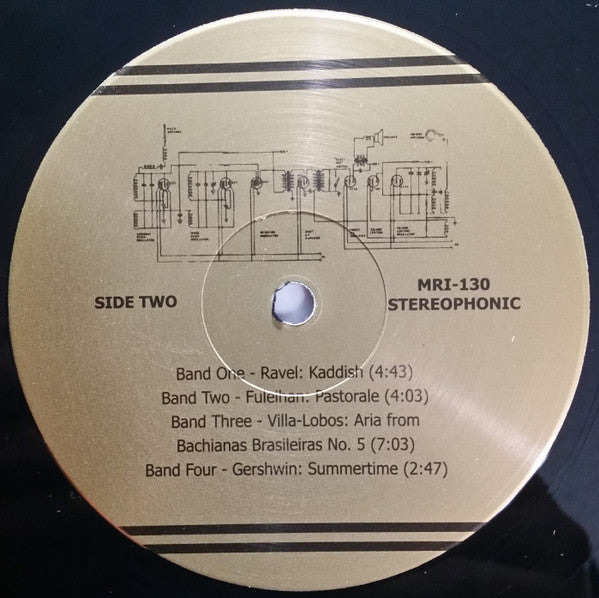 SIDE TWO
MRI-130
STEREOPHONIC
Band One - Ravel: Kaddish (4:43)
Band Two - Fuleihan: Pastorale (4:03)
Band Three - Villa-Lobos: Aria from
Bachianas Brasileiras No. 5 (7:03)
Band Four - Gershwin: Summertime (2:47)